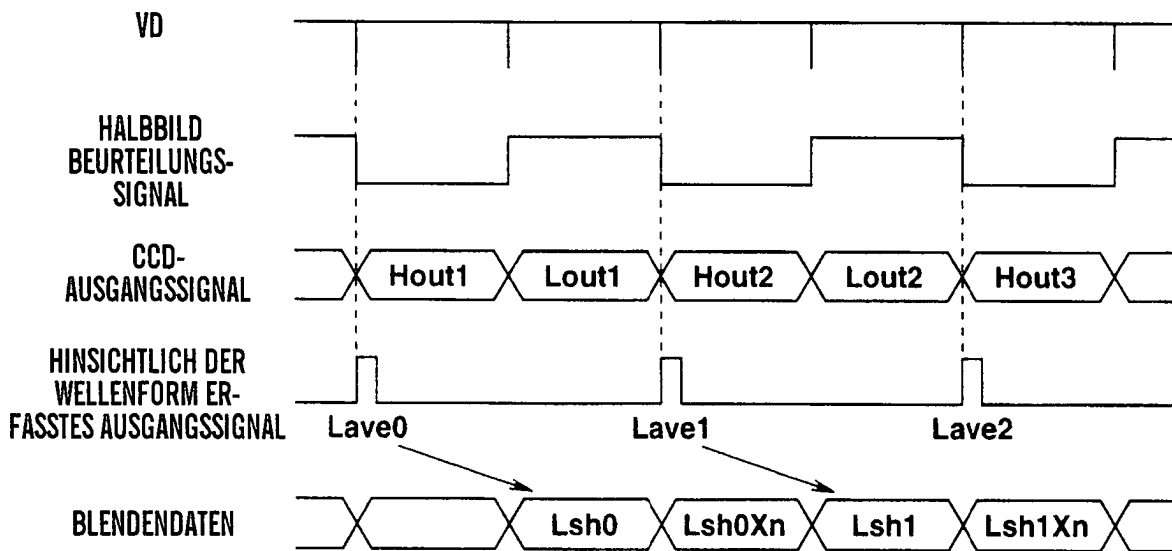 VD
HALBBILD
BEURTEILUNGS-
SIGNAL
CCD-
AUSGANGSSIGNAL
Hout1
Lout1
Hout2
Lout2
Hout3
HINSICHTLICH DER
WELLENFORM ER-
FASSTES AUSGANGSSIGNAL
Lave0
Lave1
Lave2
BLENDENDATEN
Lsh0
Lsh0Xn
Lsh1
Lsh1Xn